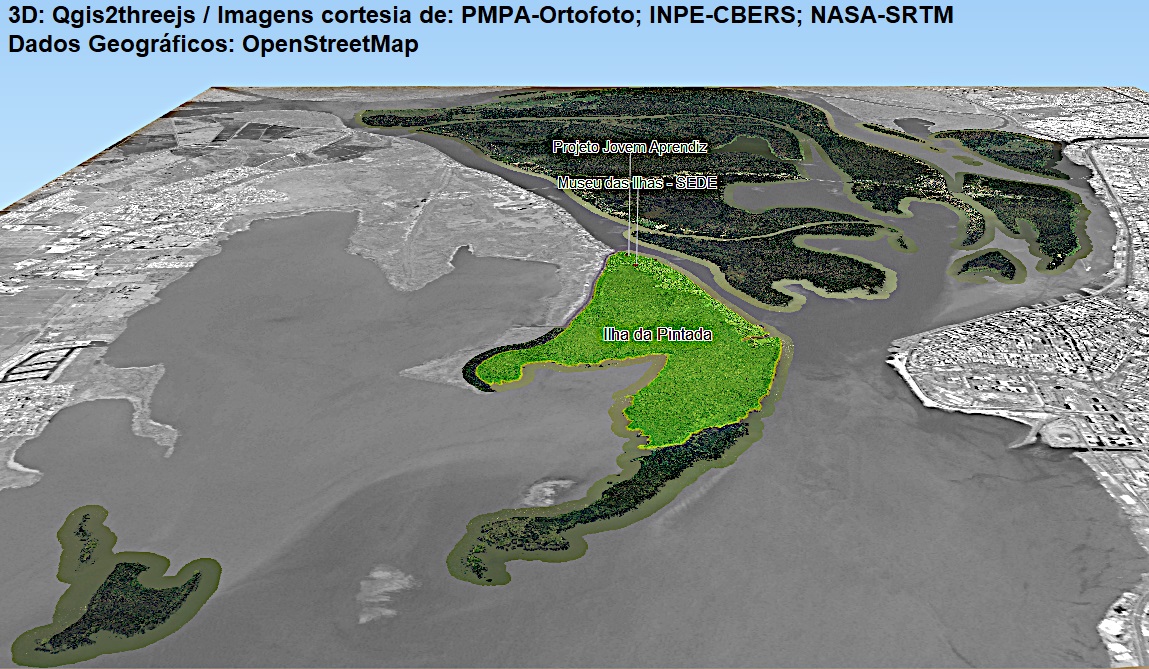 3D: Qgis2threejs / Imagens cortesia de: PMPA-Ortofoto; INPE-CBERS; NASA-SRTM
Dados Geográficos: OpenStreetMap
Projeto Jovem Aprendiz
Museu das Ilhas - SEDE
Ilha da Pintada